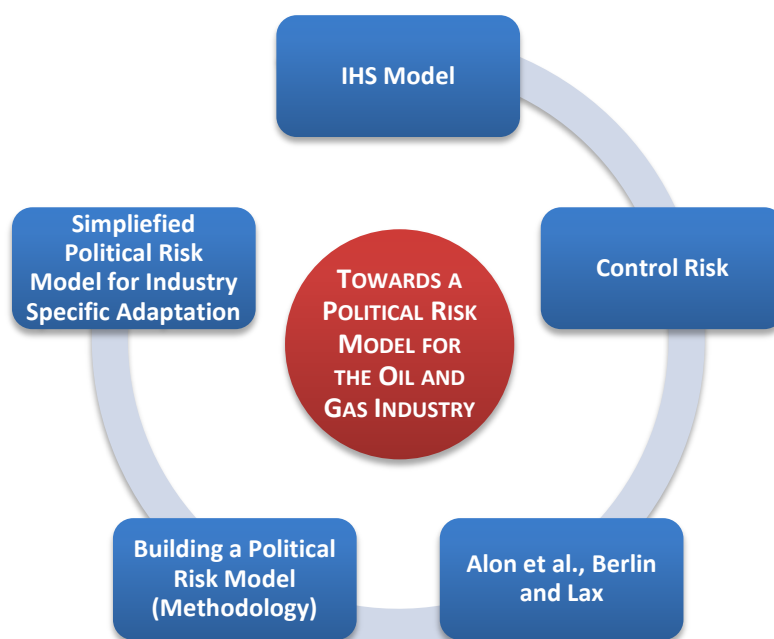 IHS Model
Control Risk
Alon et al., Berlin
and Lax
Building a Political
Risk Model
(Methodology)
Simpliefied
Political Risk
Model for Industry
Specific Adaptation
TOWARDS A
POLITICAL RISK
MODEL FOR
THE OIL AND
GAS INDUSTRY